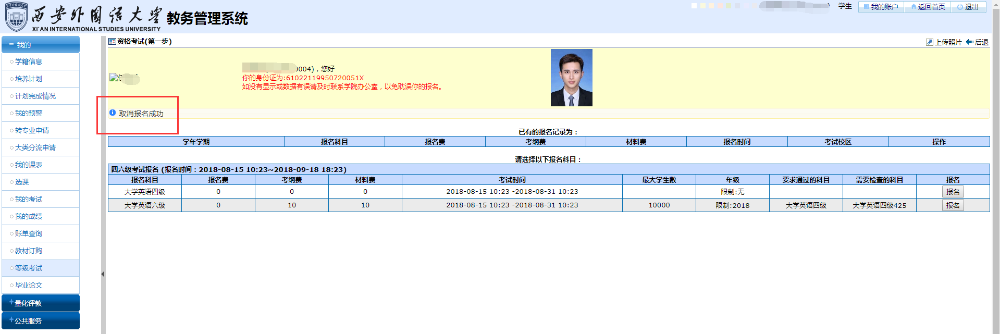 西安外国语大学 教务管理系统
XI'AN INTERNATIONAL STUDIES UNIVERSITY
学生 我的账户 返回首页 退出
我的
学籍信息
培养计划
计划完成情况
我的预警
转专业申请
大类分流申请
我的课表
选课
我的考试
我的成绩
账单查询
教材订购
等级考试
毕业论文
量化评教
公共服务
资格考试(第一步) 上传照片 后退
0004)，您好
你的身份证为:61022119950720051X
如没有显示或数据有误请及时联系学院办公室，以免耽误你的报名。
取消报名成功
已有的报名记录为：
学年学期 报名科目 报名费 考纲费 材料费 报名时间 考试校区 操作
请选择以下报名科目：
四六级考试报名 (报名时间：2018-08-15 10:23~2018-09-18 18:23)
报名科目 报名费 考纲费 材料费 考试时间 最大学生数 年级 要求通过的科目 需要检查的科目 报名
大学英语四级 0 0 0 2018-08-15 10:23 -2018-08-31 10:23 限制:无 报名
大学英语六级 0 10 10 2018-08-15 10:23 -2018-08-31 10:23 10000 限制:2018 大学英语四级 大学英语四级425 报名